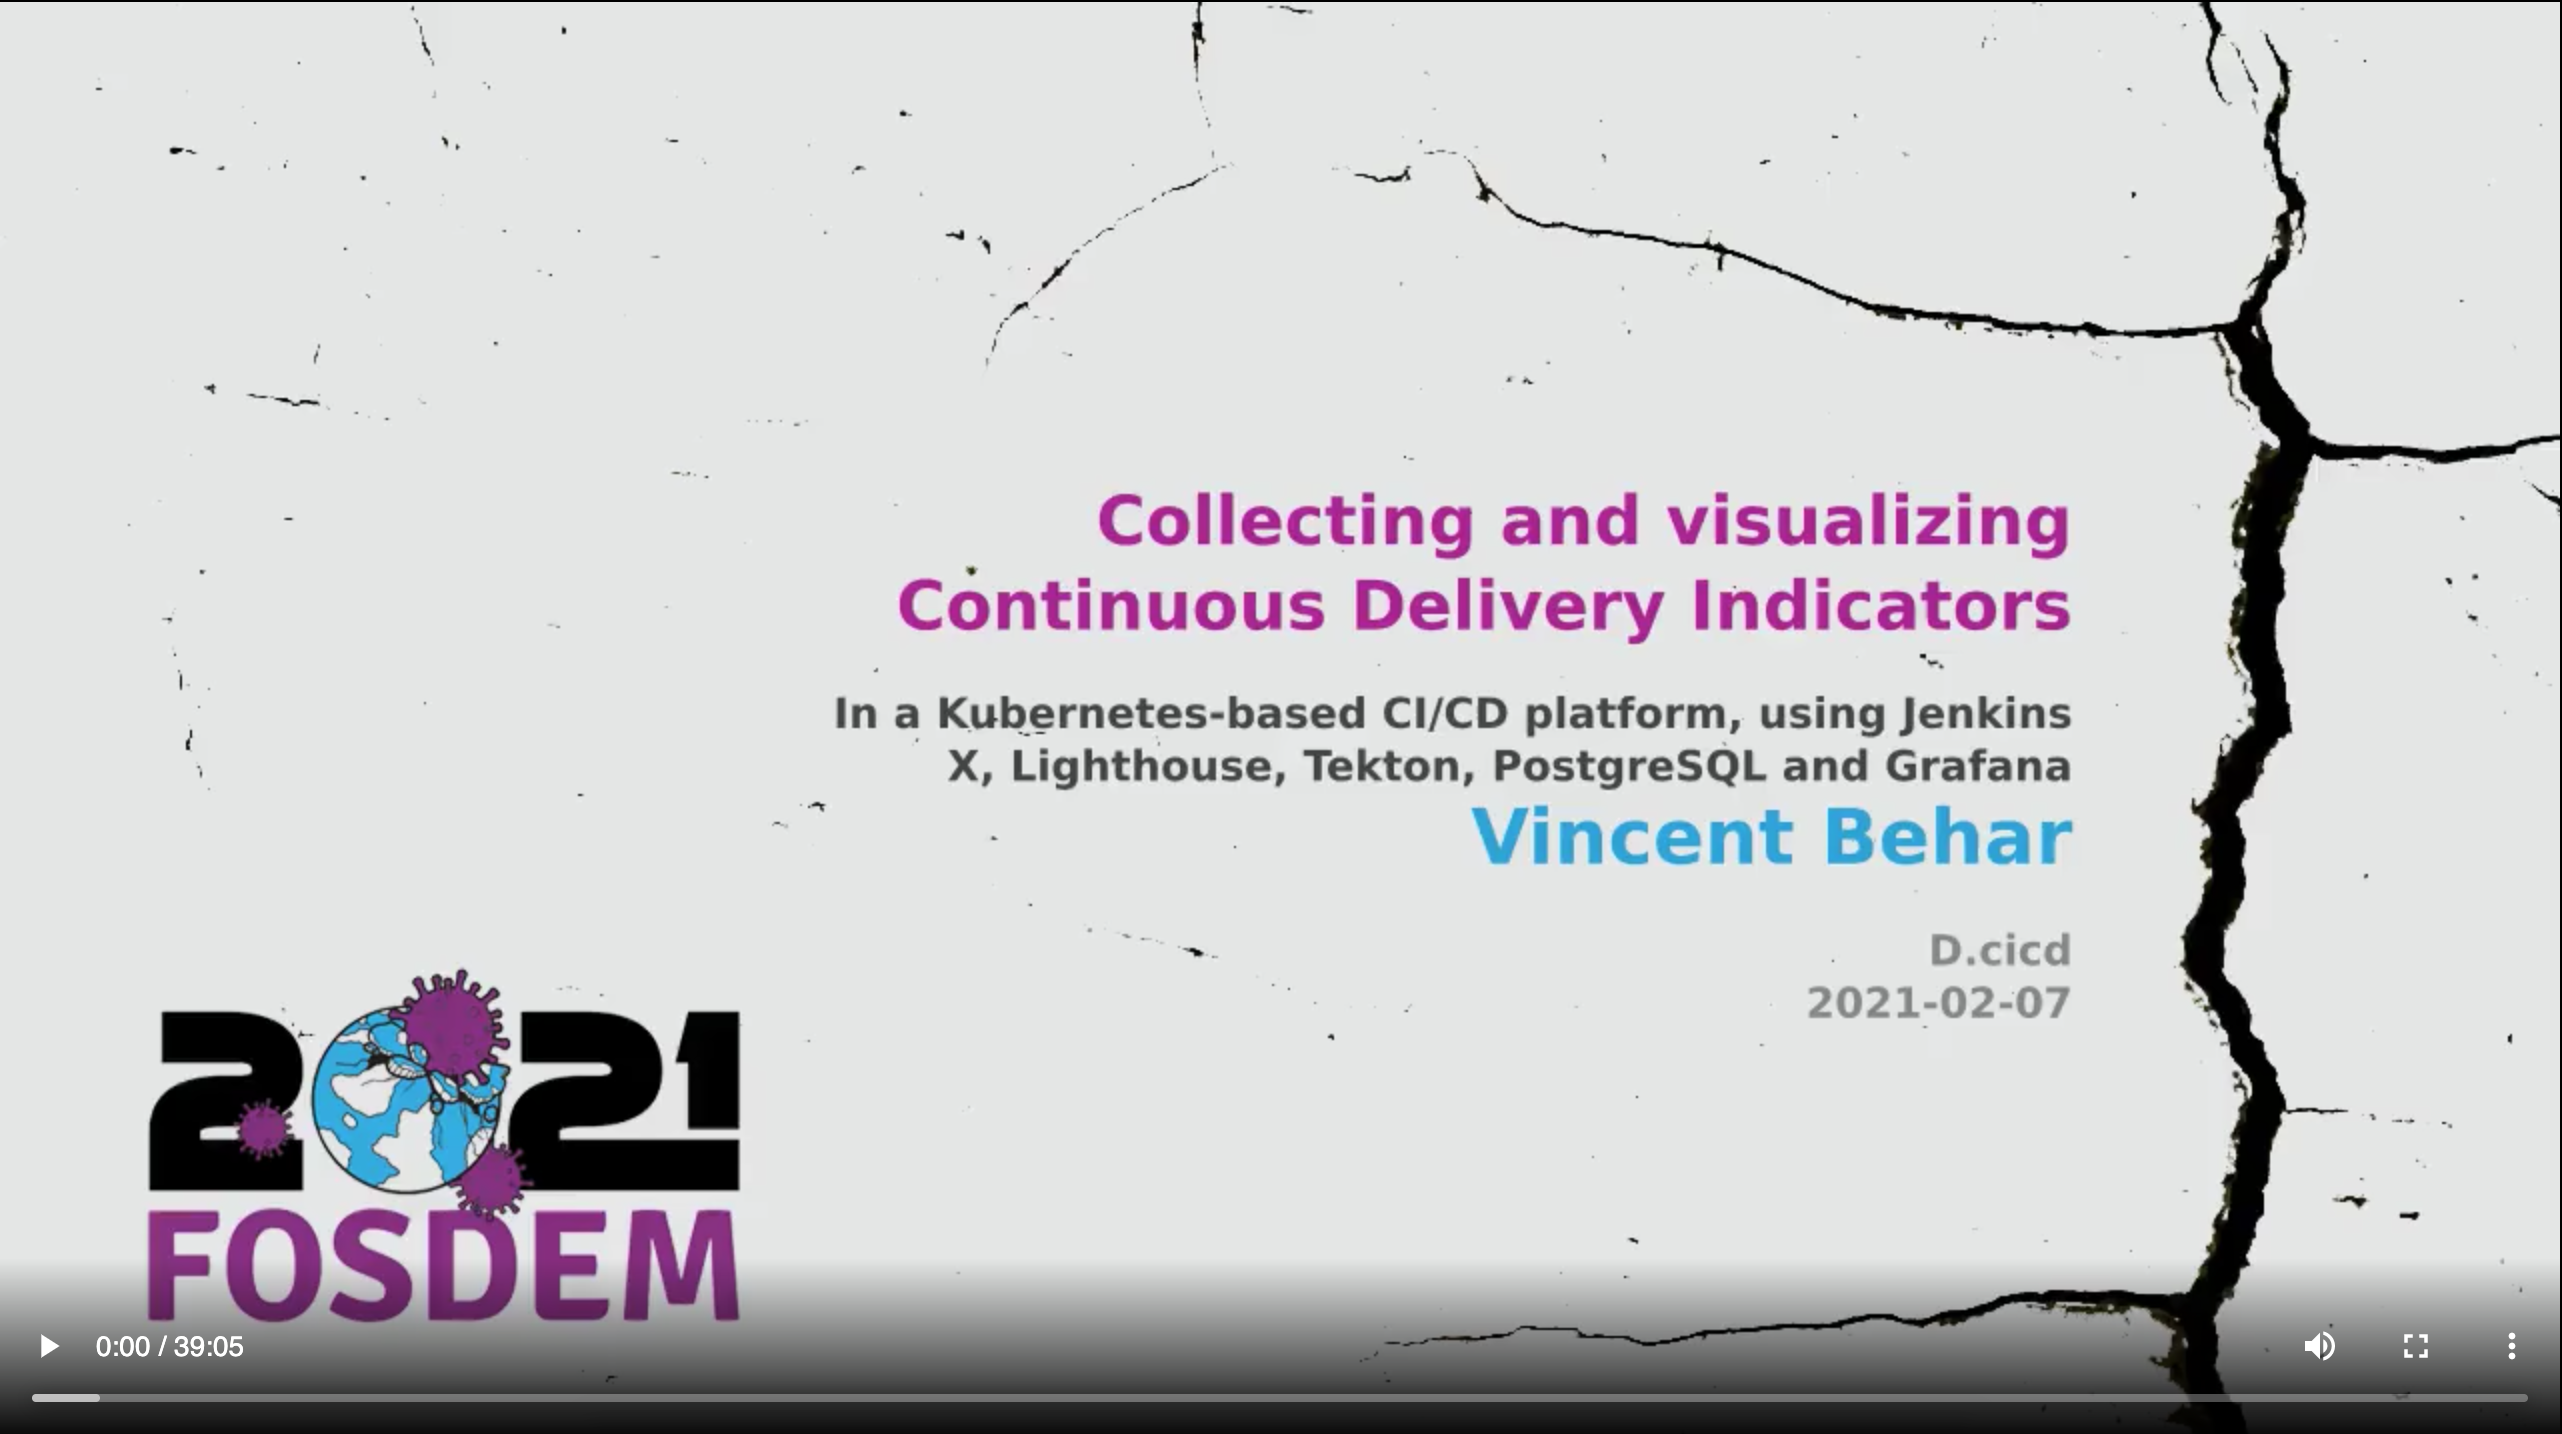 Collecting and visualizing
Continuous Delivery Indicators
In a Kubernetes-based CI/CD platform, using Jenkins
X, Lighthouse, Tekton, PostgreSQL and Grafana
Vincent Behar
D.cicd
2021-02-07
2021
FOSDEM
0:00 / 39:05